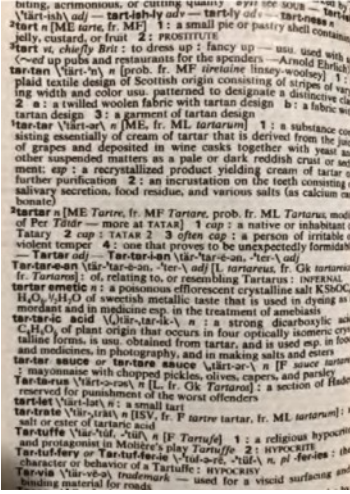 biting, acrimonious, or cutting quality
\'tärt-ish\ adj — tart·ish·ly adv — tart·ly adv — tart·ness n
²tart n [ME tarte, fr. MF] 1 : a small pie or pastry shell containing
jelly, custard, or fruit 2 : PROSTITUTE
³tart vt, chiefly Brit : to dress up : fancy up — usu. used with up
⟨~ed up pubs and restaurants for the spenders —Arnold Ehrlich⟩
tar·tan \'tärt-ᵊn\ n [prob. fr. MF tiretaine linsey-woolsey] 1 : a
plaid textile design of Scottish origin consisting of stripes of vary-
ing width and color usu. patterned to designate a distinctive clan
2 a : a twilled woolen fabric with tartan design b : a fabric with
tartan design 3 : a garment of tartan design
¹tar·tar \'tärt-ər\ n [ME, fr. ML tartarum] 1 : a substance con-
sisting essentially of cream of tartar that is derived from the juice
of grapes and deposited in wine casks together with yeast and
other suspended matters as a pale or dark reddish crust or sedi-
ment; esp : a recrystallized product yielding cream of tartar on
further purification 2 : an incrustation on the teeth consisting of
salivary secretion, food residue, and various salts (as calcium car-
bonate)
²tartar n [ME Tartre, fr. MF Tartare, prob. fr. ML Tartarus, modif.
of Per Tātār — more at TATAR] 1 cap : a native or inhabitant of
Tatary 2 cap : TATAR 2 3 often cap : a person of irritable or
violent temper 4 : one that proves to be unexpectedly formidable
— Tartar adj — Tar·tar·i·an \tär-'tar-ē-ən, -'ter-\ adj
Tar·tar·e·an \tär-'tar-ē-ən, -'ter-\ adj [L tartareus, fr. Gk tartareios,
fr. Tartaros] : of, relating to, or resembling Tartarus : INFERNAL
tartar emetic n : a poisonous efflorescent crystalline salt KSbOC₄-
H₄O₆·½H₂O of sweetish metallic taste that is used in dyeing as a
mordant and in medicine esp. in the treatment of amebiasis
tar·tar·ic acid \(ˌ)tär-ˌtar-ik-\ n : a strong dicarboxylic acid
C₄H₆O₆ of plant origin that occurs in four optically isomeric crys-
talline forms, is usu. obtained from tartar, and is used esp. in food
and medicines, in photography, and in making salts and esters
tar·tar sauce or tar·tare sauce \ˌtärt-ər-\ n [F sauce tartare]
: mayonnaise with chopped pickles, olives, capers, and parsley
Tar·ta·rus \'tärt-ə-rəs\ n [L, fr. Gk Tartaros] : a section of Hades
reserved for punishment of the worst offenders
tart·let \'tärt-lət\ n : a small tart
tar·trate \'tär-ˌtrāt\ n [ISV, fr. F tartre tartar, fr. ML tartarum] : a
salt or ester of tartaric acid
Tar·tuffe \tär-'tu̇f, -'tüf\ n [F Tartufe] 1 : a religious hypocrite
and protagonist in Molière's play Tartuffe 2 : HYPOCRITE
Tar·tuf·fery or Tar·tuf·fer·ie \-'tüf-ə-rē, -'tu̇f-\ n, pl -fer·ies : the
character or behavior of a Tartuffe : HYPOCRISY
Tar·via \'tär-vē-ə\ trademark — used for a viscid surfacing and
binding material for roads